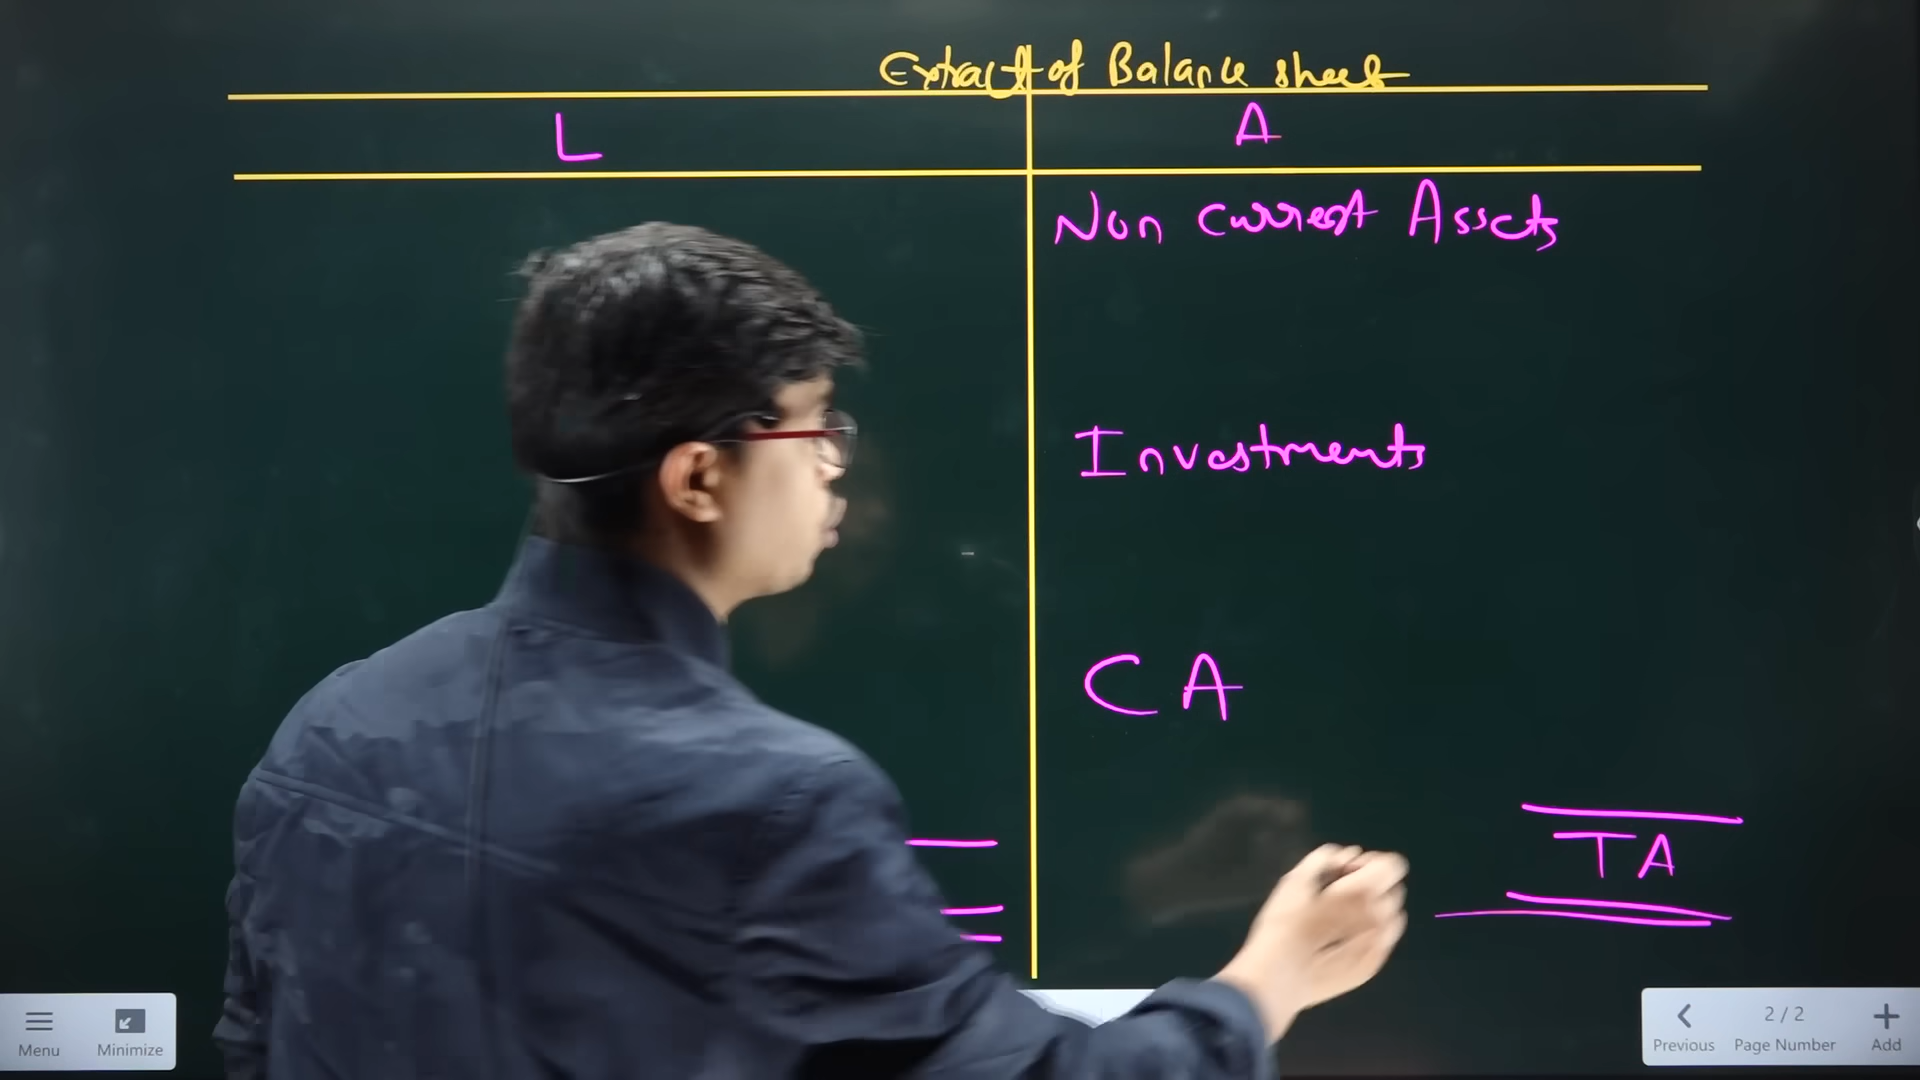 Extract of Balance sheet
L
A
Non Current Assets
Investments
CA
TA
Menu
Minimize
Previous
2 / 2
Page Number
Add